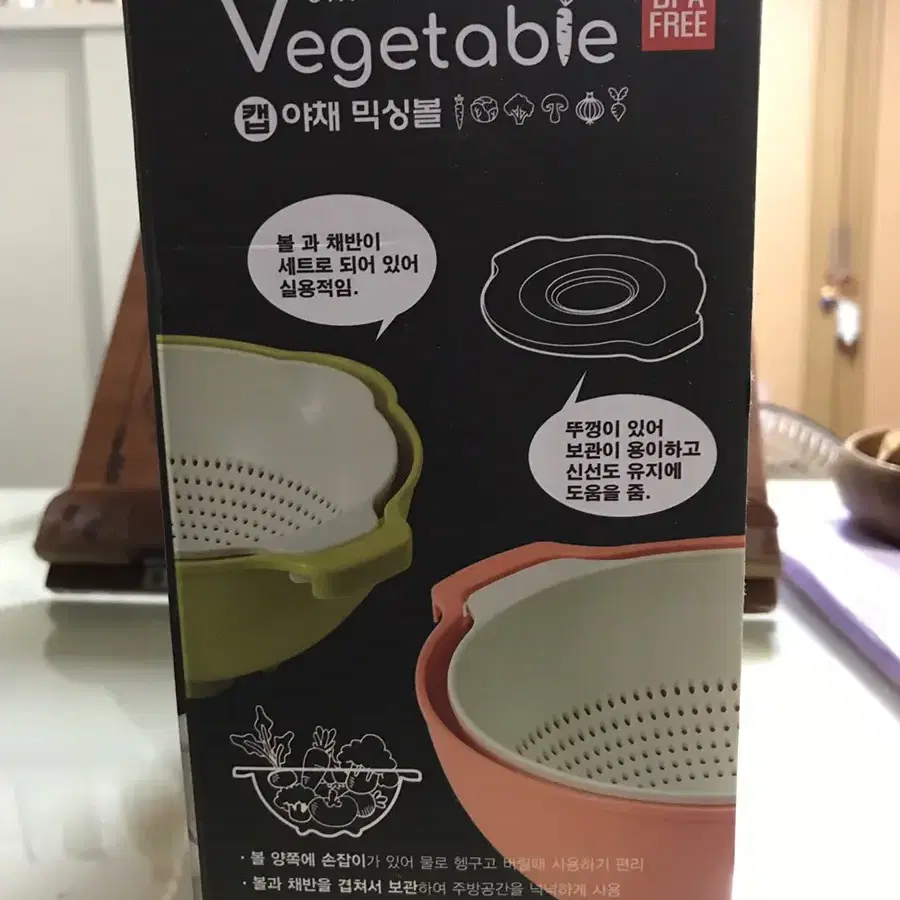 Vegetable
BPA
FREE
캡 야채 믹싱볼
볼 과 채반이
세트로 되어 있어
실용적임.
뚜껑이 있어
보관이 용이하고
신선도 유지에
도움을 줌.
· 볼 양쪽에 손잡이가 있어 물로 헹구고 버릴때 사용하기 편리
· 볼과 채반을 겹쳐서 보관하여 주방공간을 넉넉하게 사용